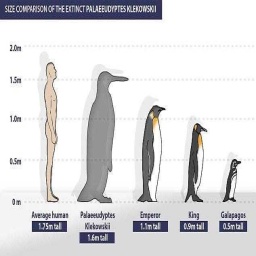 SIZE COMPARISON OF THE EXTINCT PALAEEUDYPTES KLEKOWSKII
2.0m
1.5m
1.0m
0.5m
0 m
Average human
1.75m tall
Palaeeudyptes
Klekowskii
1.6m tall
Emperor
1.1m tall
King
0.9m tall
Galapagos
0.5m tall